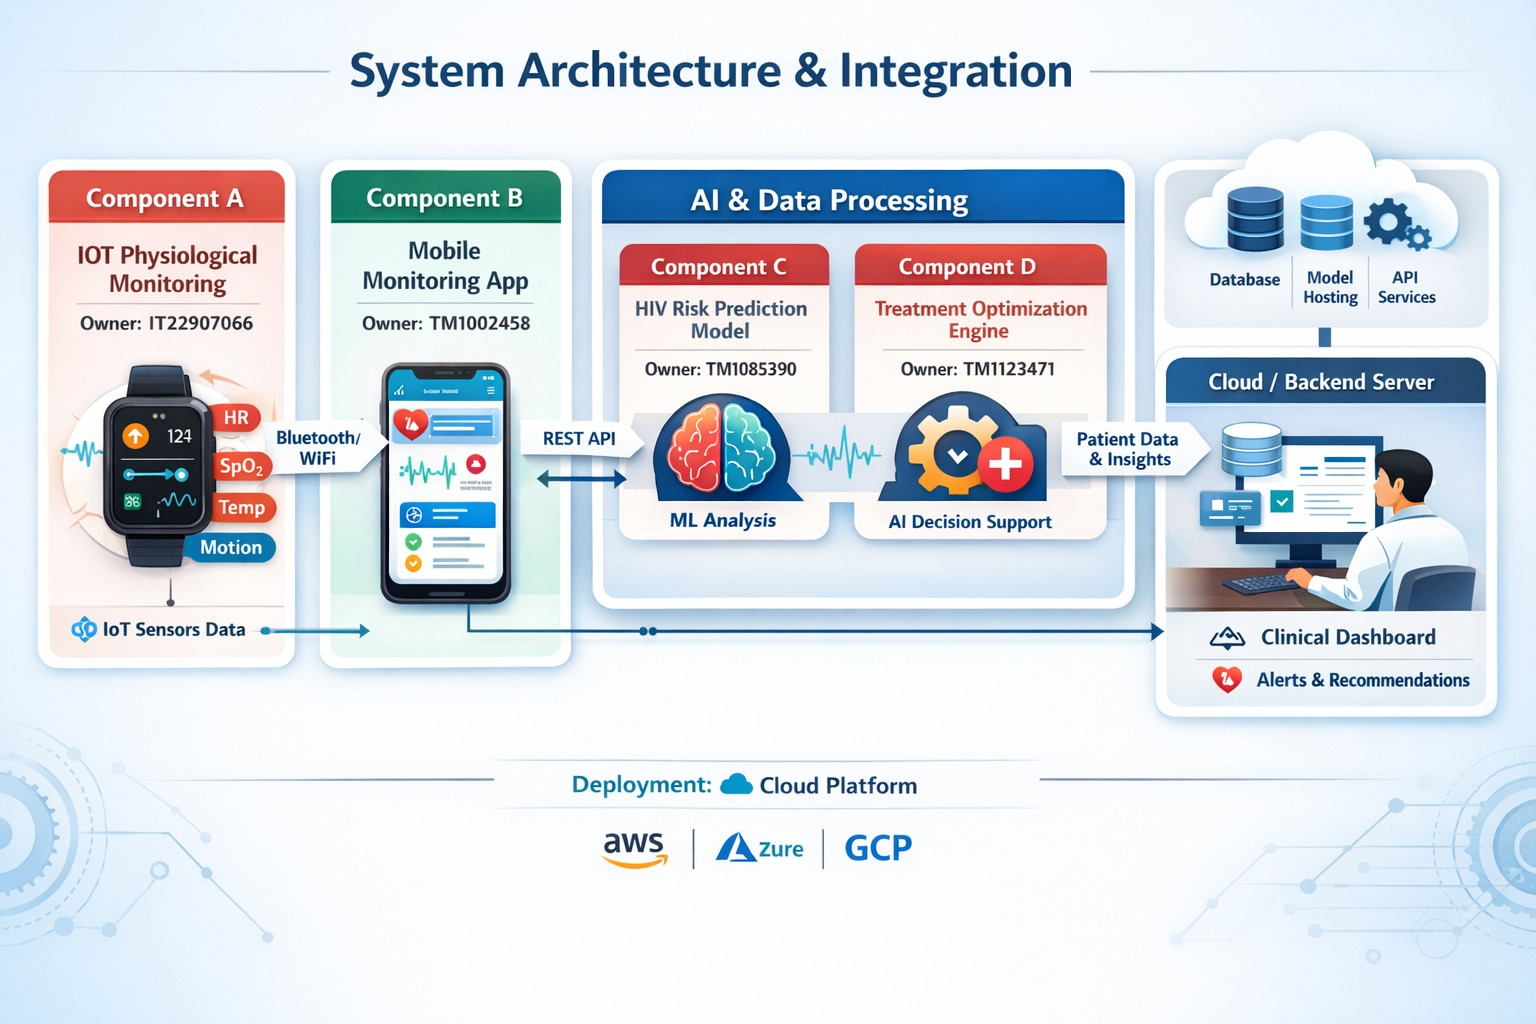 System Architecture & Integration
Component A
IOT Physiological
Monitoring
Owner: IT22907066
124
HR
SpO₂
Temp
Motion
IoT Sensors Data
Bluetooth/
WiFi
Component B
Mobile
Monitoring App
Owner: TM1002458
REST API
AI & Data Processing
Component C
HIV Risk Prediction
Model
Owner: TM1085390
ML Analysis
Component D
Treatment Optimization
Engine
Owner: TM1123471
AI Decision Support
Patient Data
& Insights
Database
Model
Hosting
API
Services
Cloud / Backend Server
Clinical Dashboard
Alerts & Recommendations
Deployment: Cloud Platform
aws
Zure
GCP